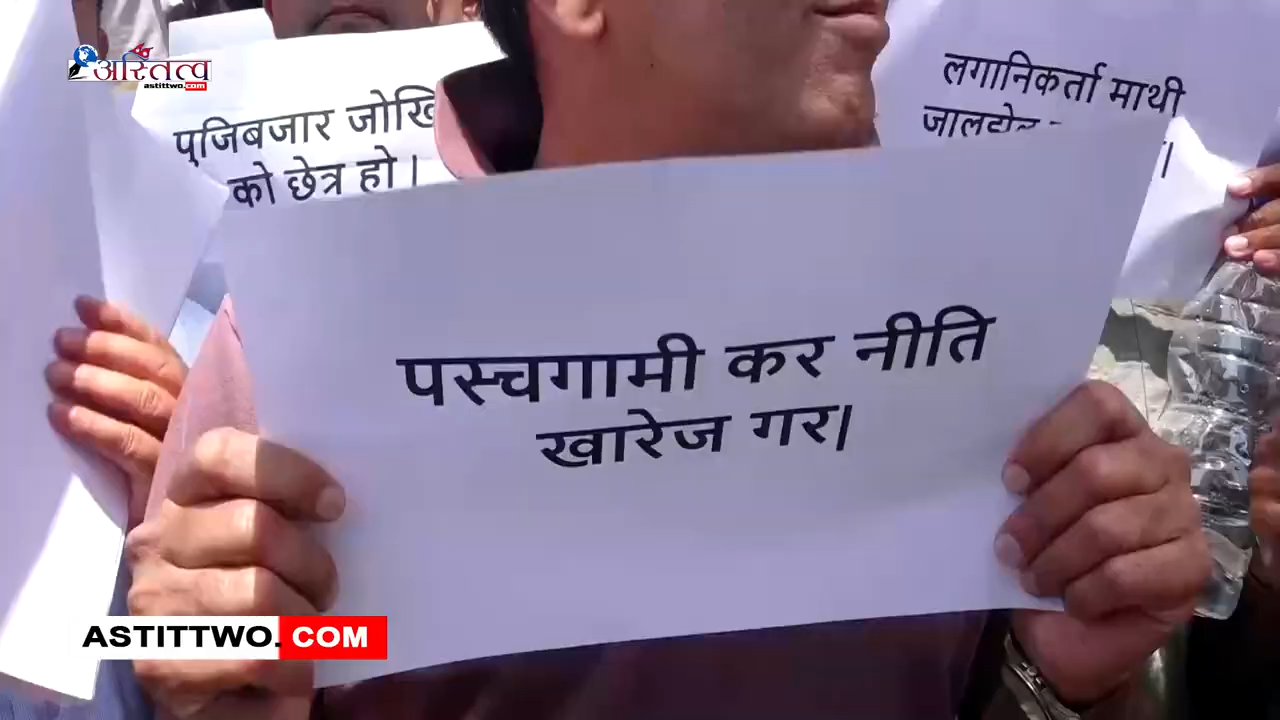 अस्तित्व
astittwo.com
पुजिबजार जोखि
को छेत्र हो ।
लगानिकर्ता माथी
पस्चगामी कर नीति
खारेज गर|
ASTITTWO.COM